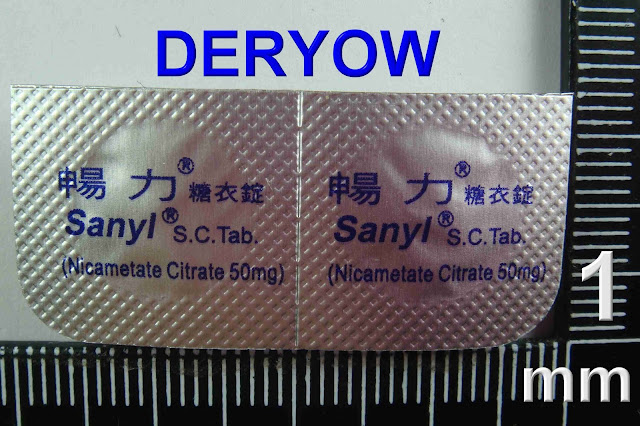 DERYOW
暢力® 糖衣錠
Sanyl® S.C.Tab.
(Nicametate Citrate 50mg)
暢力® 糖衣錠
Sanyl® S.C.Tab.
(Nicametate Citrate 50mg)
1
mm